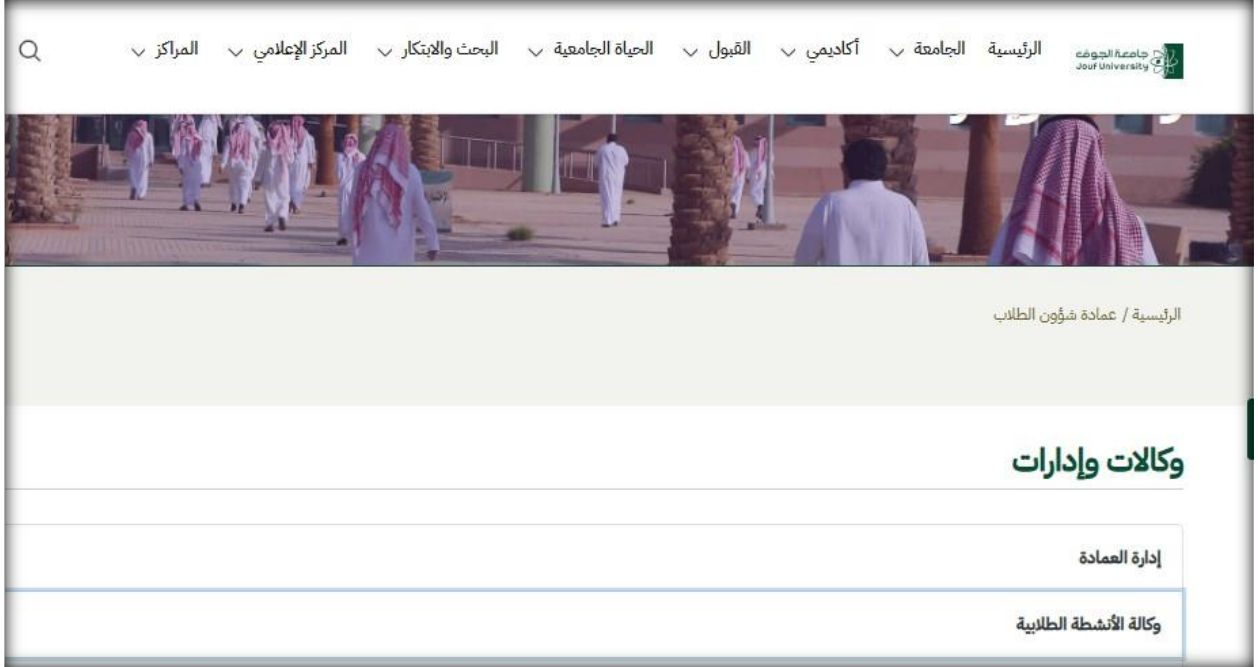 جامعة الجوف
Jouf University
الرئيسية الجامعة أكاديمي القبول الحياة الجامعية البحث والابتكار المركز الإعلامي المراكز
الرئيسية / عمادة شؤون الطلاب
وكالات وإدارات
إدارة العمادة
وكالة الأنشطة الطلابية